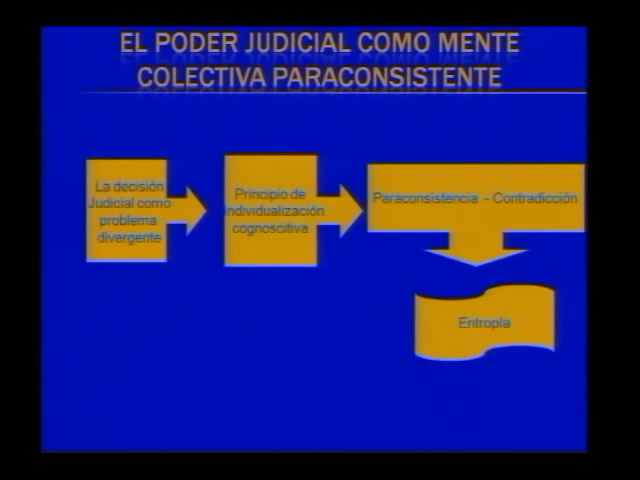 EL PODER JUDICIAL COMO MENTE
COLECTIVA PARACONSISTENTE
La decisión
Judicial como
problema
divergente
Principio de
Individualización
cognoscitiva
Paraconsistencia - Contradicción
Entropía